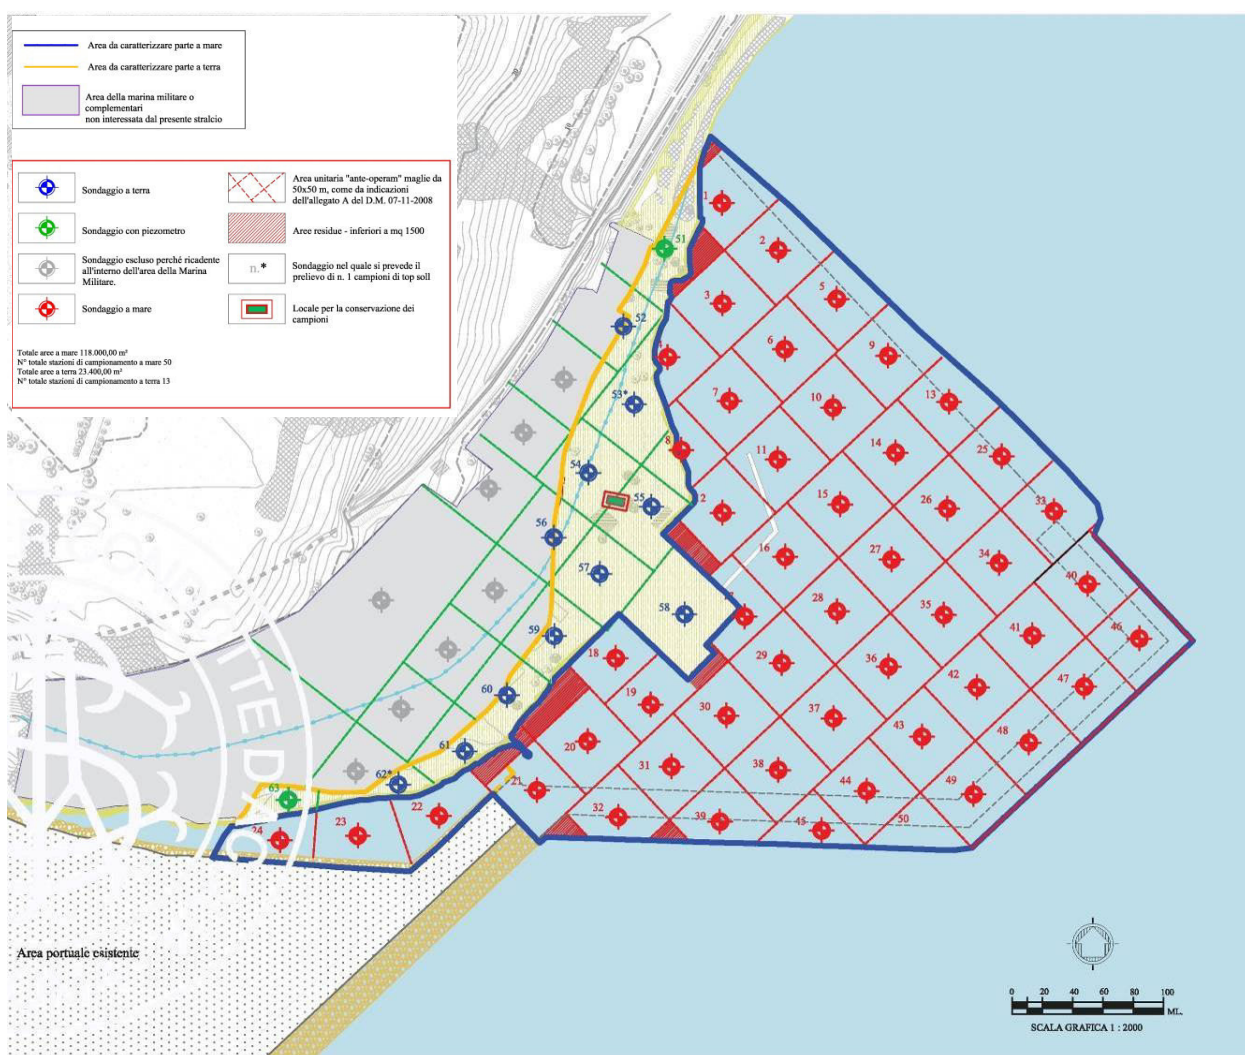 Area da caratterizzare parte a mare
Area da caratterizzare parte a terra
Area della marina militare o
complementari
non interessata dal presente stralcio
Sondaggio a terra
Area unitaria "ante-operam" maglie da
50x50 m, come da indicazioni
dell'allegato A del D.M. 07-11-2008
Sondaggio con piezometro
Aree residue - inferiori a mq 1500
Sondaggio escluso perché ricadente
all'interno dell'area della Marina
Militare.
n.*
Sondaggio nel quale si prevede il
prelievo di n. 1 campioni di top soll
Sondaggio a mare
Locale per la conservazione dei
campioni
Totale aree a mare 118.000,00 m²
N° totale stazioni di campionamento a mare 50
Totale aree a terra 23.400,00 m²
N° totale stazioni di campionamento a terra 13
1
51
2
3
5
52
6
9
7
53*
10
13
8
11
14
25
54
55
2
15
26
33
56
16
27
34
57
40
58
28
35
59
41
46
18
29
36
60
19
30
42
47
20
37
43
48
61
31
38
62*
21
44
49
63
22
32
39
45
50
23
24
TED
Area portuale esistente
0 20 40 60 80 100
ML.
SCALA GRAFICA 1 : 2000